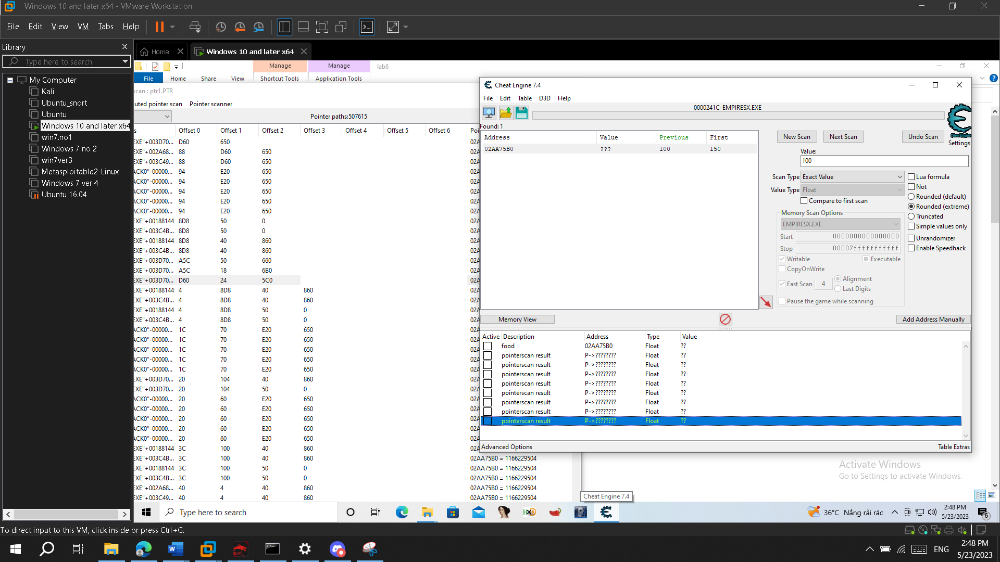 Windows 10 and later x64 - VMware Workstation
File Edit View VM Tabs Help
Library
Type here to search
My Computer
Kali
Ubuntu_snort
Ubuntu
Windows 10 and later x64
win7.no1
Windows 7 no 2
win7ver3
Metasploitable2-Linux
Windows 7 ver 4
Ubuntu 16.04
Home
Windows 10 and later x64
Manage Manage lab6
File Home Share View Shortcut Tools Application Tools
scan : ptr1.PTR
outed pointer scan Pointer scanner
Pointer paths:507615
s Offset 0 Offset 1 Offset 2 Offset 3 Offset 4 Offset 5 Offset 6 Poi
EXE"+003D70... D60 650 02A
EXE"+002A68... 88 D60 650 02A
EXE"+003C49... 88 D60 650 02A
ACK0"-00000... 94 E20 650 02A
ACK0"-00000... 94 E20 650 02A
ACK0"-00000... 94 E20 650 02A
ACK0"-00000... 94 E20 650 02A
ACK0"-00000... 94 E20 650 02A
EXE"+00188144 8D8 50 0 02A
EXE"+003C4B... 8D8 50 0 02A
EXE"+00188144 8D8 40 860 02A
EXE"+003C4B... 8D8 40 860 02A
EXE"+003D70... A5C 50 660 02A
EXE"+003D70... A5C 18 6B0 02A
EXE"+003D70... D60 24 5C0 02A
EXE"+00188144 4 8D8 40 860 02A
EXE"+003C4B... 4 8D8 40 860 02A
EXE"+00188144 4 8D8 50 0 02A
EXE"+003C4B... 4 8D8 50 0 02A
ACK0"-00000... 1C 70 E20 650 02A
ACK0"-00000... 1C 70 E20 650 02A
ACK0"-00000... 1C 70 E20 650 02A
ACK0"-00000... 1C 70 E20 650 02A
ACK0"-00000... 1C 70 E20 650 02A
EXE"+003D70... 20 104 40 860 02A
EXE"+003D70... 20 104 50 0 02A
ACK0"-00000... 20 60 E20 650 02A
ACK0"-00000... 20 60 E20 650 02A
ACK0"-00000... 20 60 E20 650 02A
ACK0"-00000... 20 60 E20 650 02A
ACK0"-00000... 20 60 E20 650 02A
EXE"+00188144 3C 100 40 860 02A
EXE"+003C4B... 3C 100 40 860 02AA75B0 = 1166229504
EXE"+00188144 3C 100 50 0 02AA75B0 = 1166229504
EXE"+003C4B... 3C 100 50 0 02AA75B0 = 1166229504
EXE"+002A68... 40 4 40 860 02AA75B0 = 1166229504
EXE"+003C49... 40 4 40 860 02AA75B0 = 1166229504
Cheat Engine 7.4
File Edit Table D3D Help
0000241C-EMPIRESX.EXE
Found: 1
Address Value Previous First
02AA75B0 ??? 100 150
New Scan Next Scan Undo Scan
Cheat Engine
Settings
Value:
100
Scan Type Exact Value
Value Type Float
Compare to first scan
Lua formula
Not
Rounded (default)
Rounded (extreme)
Truncated
Simple values only
Unrandomizer
Enable Speedhack
Memory Scan Options
EMPIRESX.EXE
Start 0000000000000000
Stop 00007fffffffffff
Writable Executable
CopyOnWrite
Fast Scan 4 Alignment
Last Digits
Pause the game while scanning
Memory View Add Address Manually
Active Description Address Type Value
food 02AA75B0 Float ??
pointerscan result P->???????? Float ??
pointerscan result P->???????? Float ??
pointerscan result P->???????? Float ??
pointerscan result P->???????? Float ??
pointerscan result P->???????? Float ??
pointerscan result P->???????? Float ??
pointerscan result P->???????? Float ??
pointerscan result P->???????? Float ??
Advanced Options Table Extras
Activate Windows
Go to Settings to activate Windows.
Cheat Engine 7.4
Type here to search
HXD
36°C Nắng rải rác
2:48 PM
5/23/2023
6
To direct input to this VM, click inside or press Ctrl+G.
ENG
2:48 PM
5/23/2023